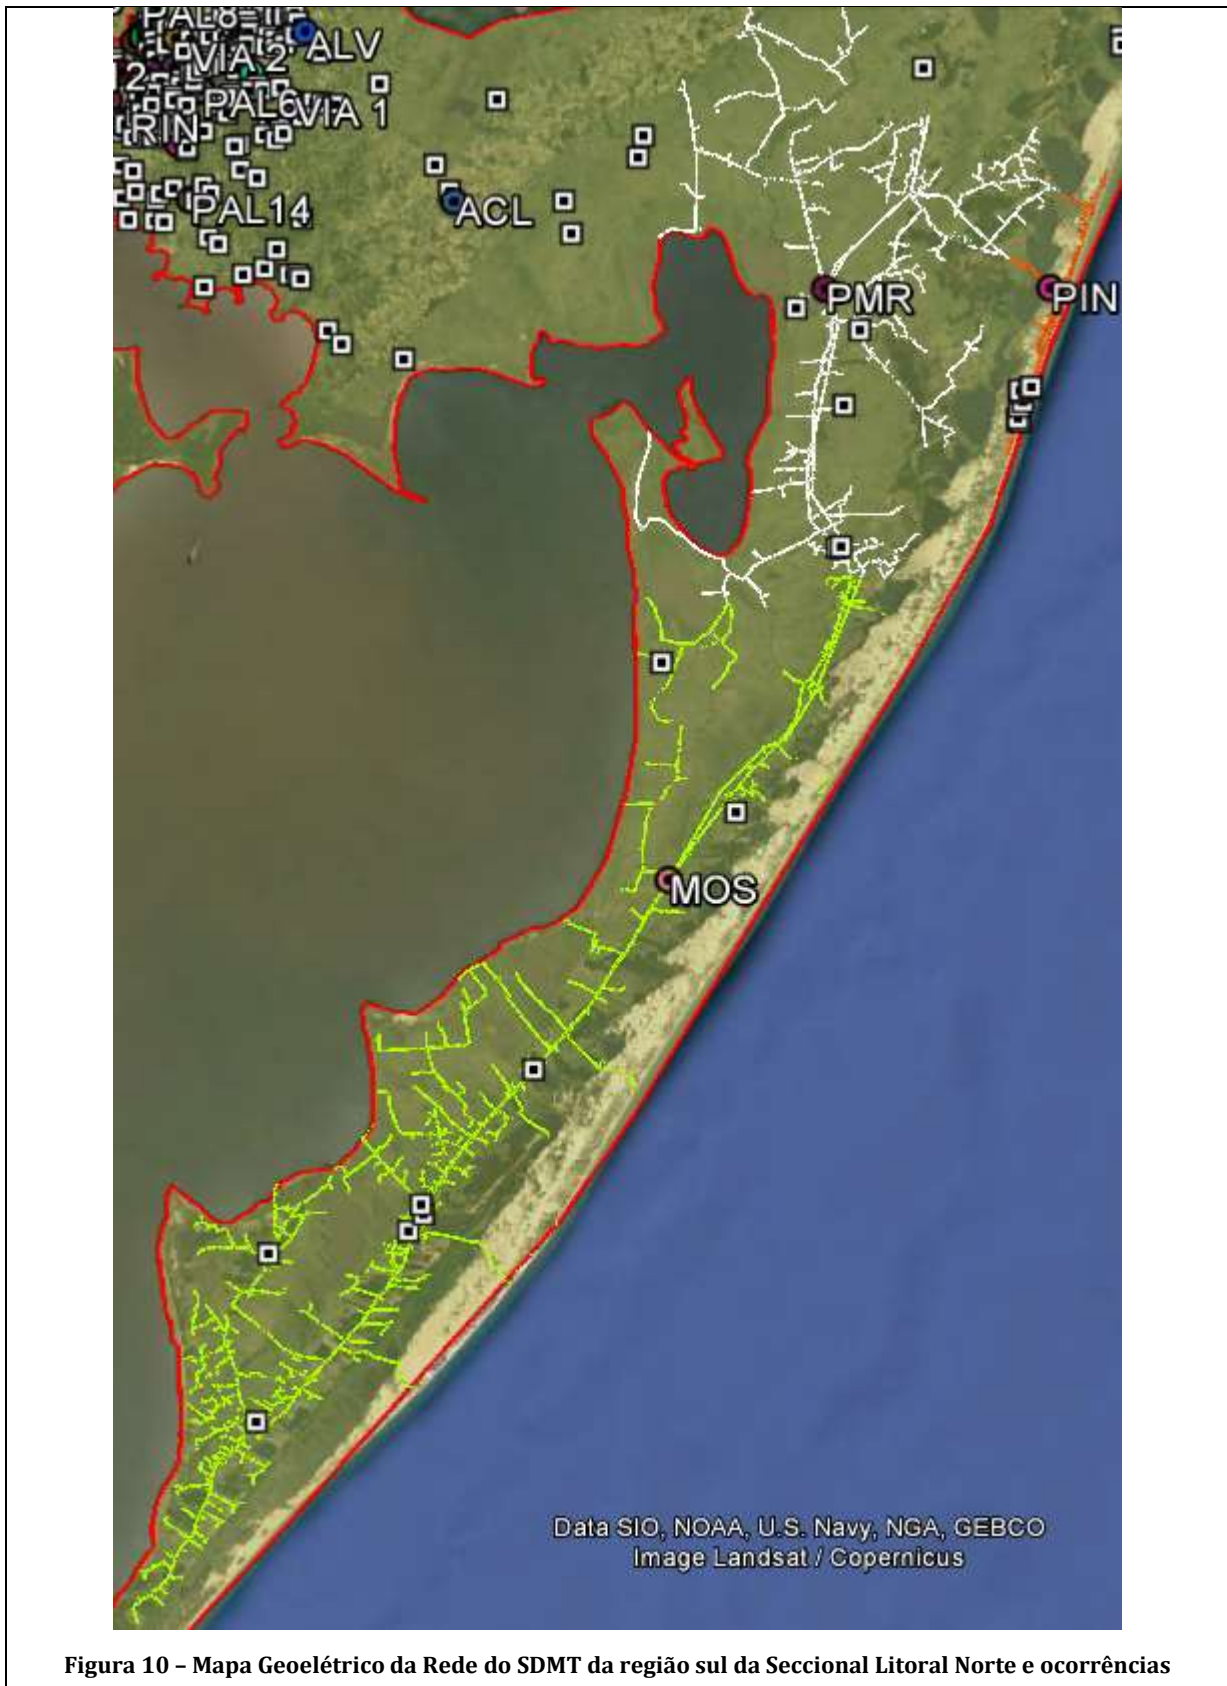 PAL8
ALV
VIA 2
2
PAL6
VIA 1
RIN
PAL14
ACL
PMR
PIN
MOS
Data SIO, NOAA, U.S. Navy, NGA, GEBCO
Image Landsat / Copernicus
Figura 10 – Mapa Geoelétrico da Rede do SDMT da região sul da Seccional Litoral Norte e ocorrências